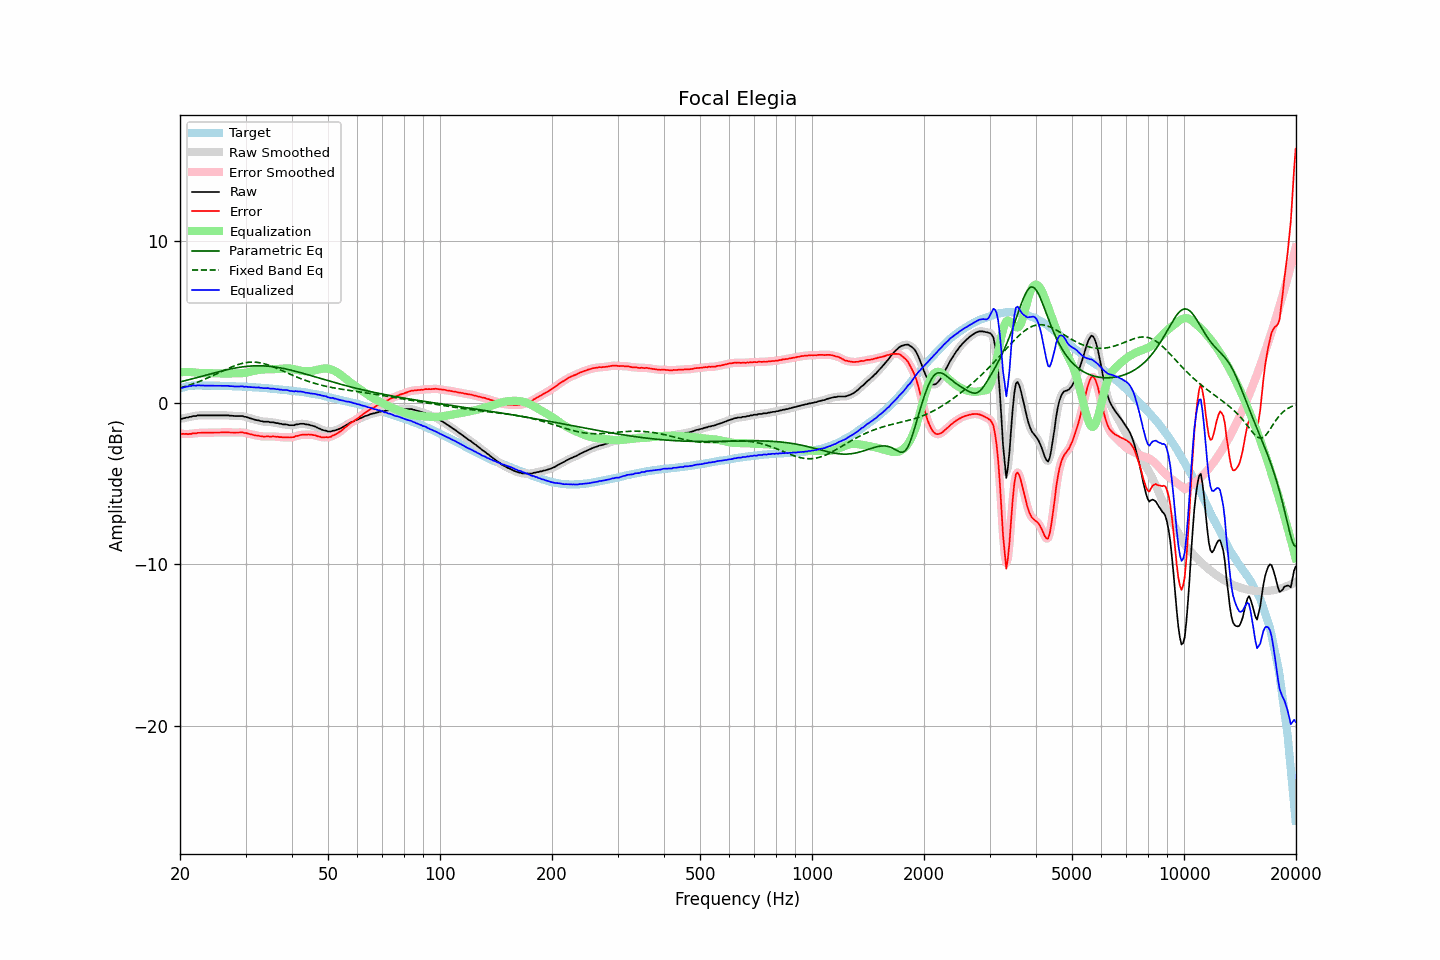 Focal Elegia
Target
Raw Smoothed
Error Smoothed
Raw
Error
Equalization
Parametric Eq
Fixed Band Eq
Equalized
10
0
−10
−20
Amplitude (dBr)
20 50 100 200 500 1000 2000 5000 10000 20000
Frequency (Hz)